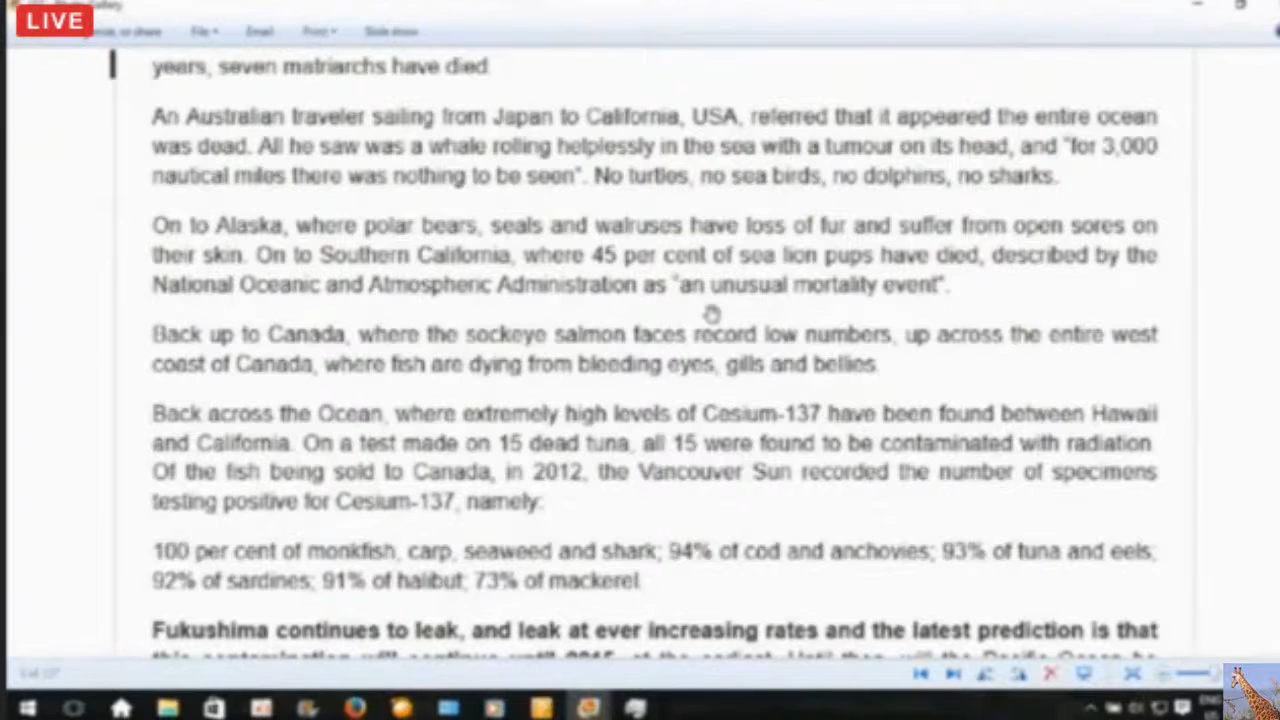 LIVE
or share File Email Print Slide show
years, seven matriarchs have died
An Australian traveler sailing from Japan to California, USA, referred that it appeared the entire ocean
was dead. All he saw was a whale rolling helplessly in the sea with a tumour on its head, and "for 3,000
nautical miles there was nothing to be seen". No turtles, no sea birds, no dolphins, no sharks.
On to Alaska, where polar bears, seals and walruses have loss of fur and suffer from open sores on
their skin. On to Southern California, where 45 per cent of sea lion pups have died, described by the
National Oceanic and Atmospheric Administration as "an unusual mortality event".
Back up to Canada, where the sockeye salmon faces record low numbers, up across the entire west
coast of Canada, where fish are dying from bleeding eyes, gills and bellies.
Back across the Ocean, where extremely high levels of Cesium-137 have been found between Hawaii
and California. On a test made on 15 dead tuna, all 15 were found to be contaminated with radiation.
Of the fish being sold to Canada, in 2012, the Vancouver Sun recorded the number of specimens
testing positive for Cesium-137, namely:
100 per cent of monkfish, carp, seaweed and shark; 94% of cod and anchovies; 93% of tuna and eels;
92% of sardines; 91% of halibut; 73% of mackerel
Fukushima continues to leak, and leak at ever increasing rates and the latest prediction is that